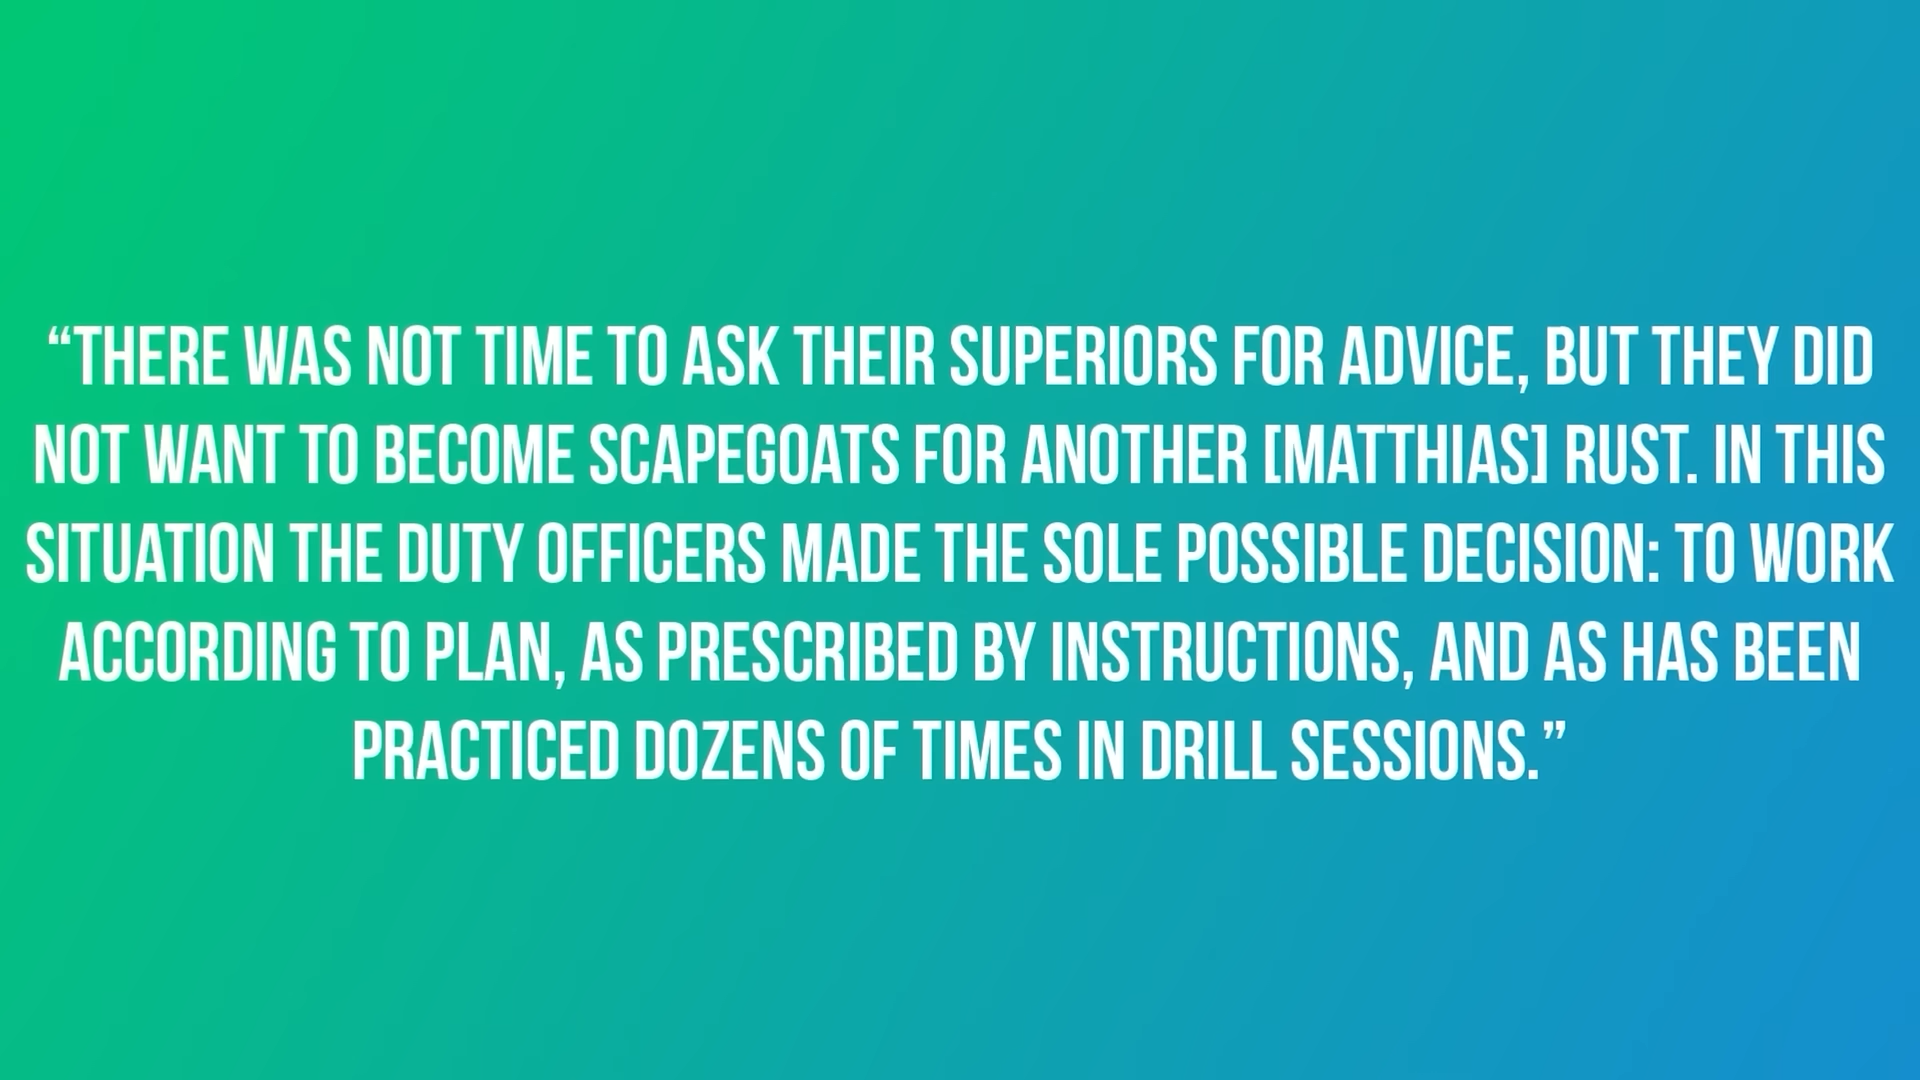 “THERE WAS NOT TIME TO ASK THEIR SUPERIORS FOR ADVICE, BUT THEY DID
NOT WANT TO BECOME SCAPEGOATS FOR ANOTHER [MATTHIAS] RUST. IN THIS
SITUATION THE DUTY OFFICERS MADE THE SOLE POSSIBLE DECISION: TO WORK
ACCORDING TO PLAN, AS PRESCRIBED BY INSTRUCTIONS, AND AS HAS BEEN
PRACTICED DOZENS OF TIMES IN DRILL SESSIONS.”